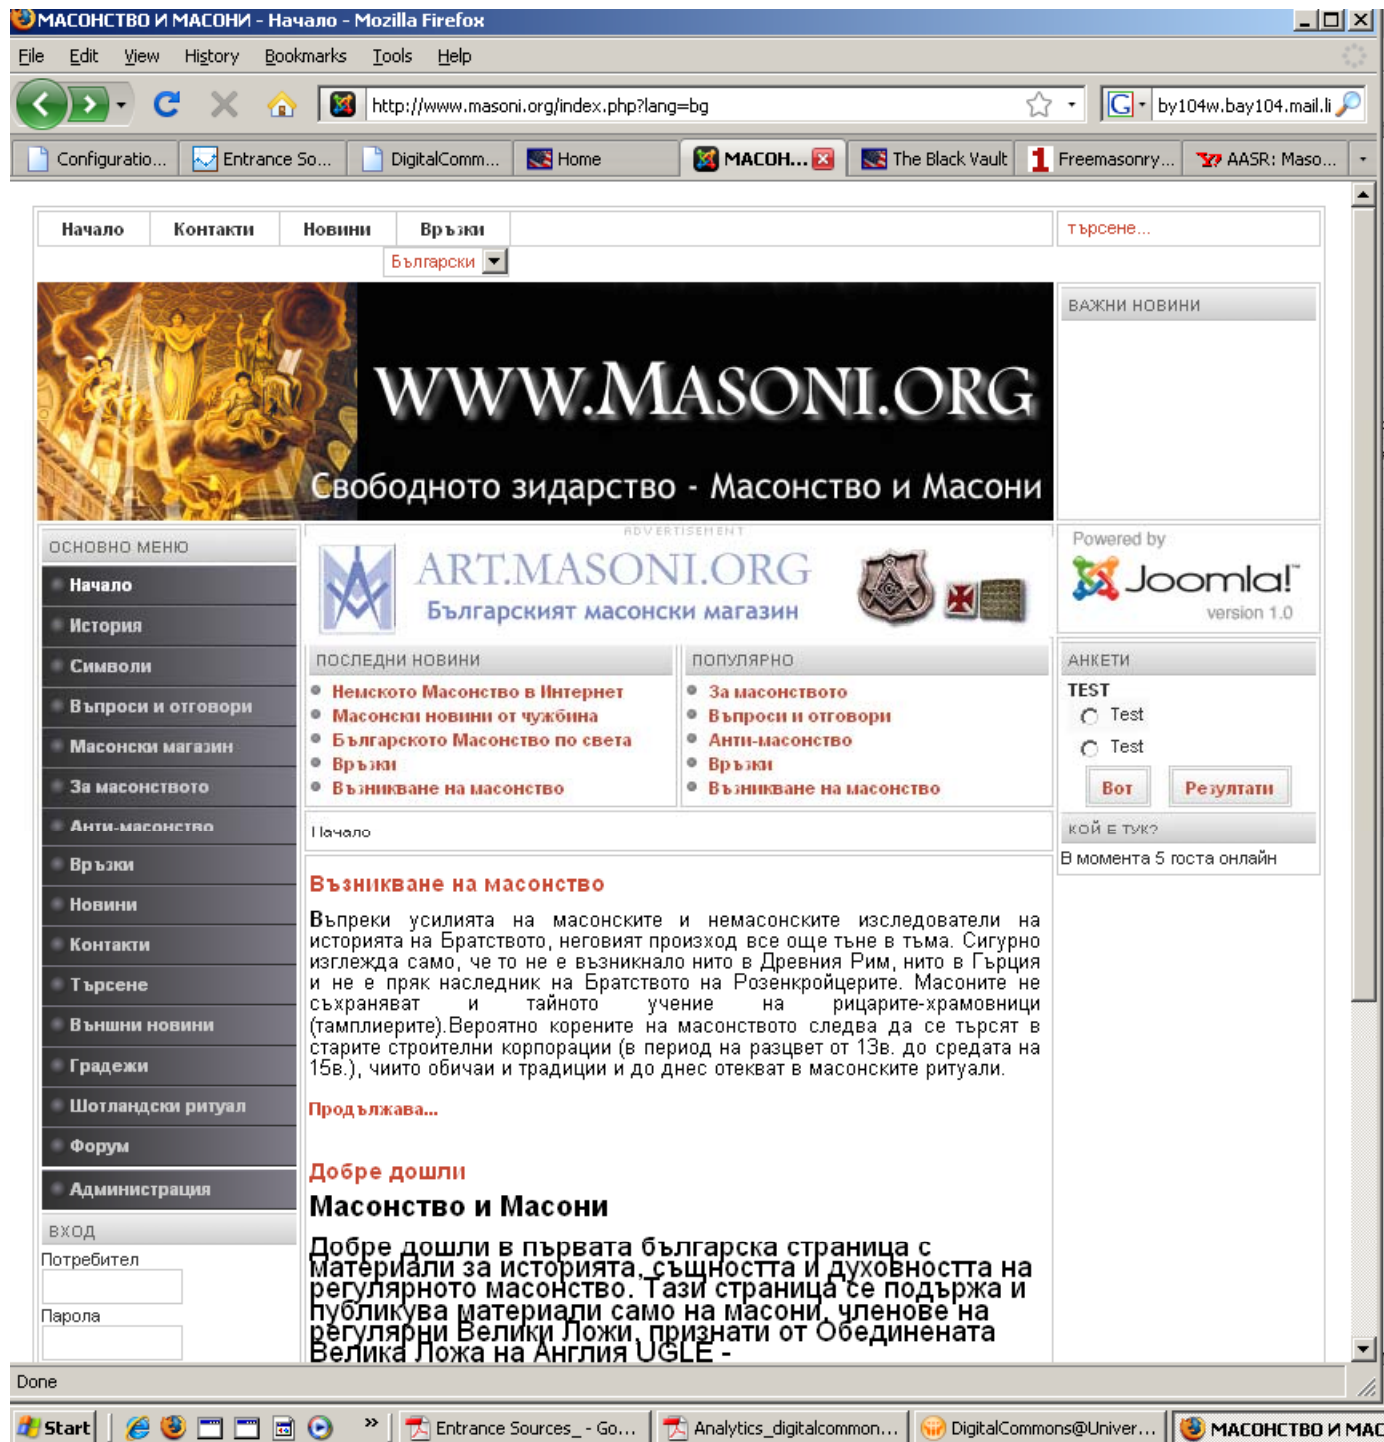 МАСОНСТВО И МАСОНИ - Начало - Mozilla Firefox
File Edit View History Bookmarks Tools Help
http://www.masoni.org/index.php?lang=bg
by104w.bay104.mail.li
Configuratio... Entrance So... DigitalComm... Home МАСОН... The Black Vault Freemasonry... AASR: Maso...
Начало Контакти Новини Връзки
търсене...
Български
WWW.MASONI.ORG
Свободното зидарство - Масонство и Масони
ВАЖНИ НОВИНИ
ADVERTISEMENT
ART.MASONI.ORG
Българският масонски магазин
Powered by
Joomla!
version 1.0
ОСНОВНО МЕНЮ
Начало
История
Символи
Въпроси и отговори
Масонски магазин
За масонството
Анти-масонство
Връзки
Новини
Контакти
Търсене
Външни новини
Градежи
Шотландски ритуал
Форум
Администрация
ВХОД
Потребител
Парола
ПОСЛЕДНИ НОВИНИ
Немското Масонство в Интернет
Масонски новини от чужбина
Българското Масонство по света
Връзки
Възникване на масонство
ПОПУЛЯРНО
За масонството
Въпроси и отговори
Анти-масонство
Връзки
Възникване на масонство
Начало
Възникване на масонство
Въпреки усилията на масонските и немасонските изследователи на
историята на Братството, неговият произход все още тъне в тъма. Сигурно
изглежда само, че то не е възникнало нито в Древния Рим, нито в Гърция
и не е пряк наследник на Братството на Розенкройцерите. Масоните не
съхраняват и тайното учение на рицарите-храмовници
(тамплиерите).Вероятно корените на масонството следва да се търсят в
старите строителни корпорации (в период на разцвет от 13в. до средата на
15в.), чиито обичаи и традиции и до днес отекват в масонските ритуали.
Продължава...
Добре дошли
Масонство и Масони
Добре дошли в първата българска страница с
материали за историята, същността и духовността на
регулярното масонство. Тази страница се подържа и
публикува материали само на масони, членове на
регулярни Велики Ложи, признати от Обединената
Велика Ложа на Англия UGLE -
АНКЕТИ
TEST
Test
Test
Вот Резултати
КОЙ Е ТУК?
В момента 5 госта онлайн
Done
Start » Entrance Sources_ - Go... Analytics_digitalcommon... DigitalCommons@Univer... МАСОНСТВО И МАС